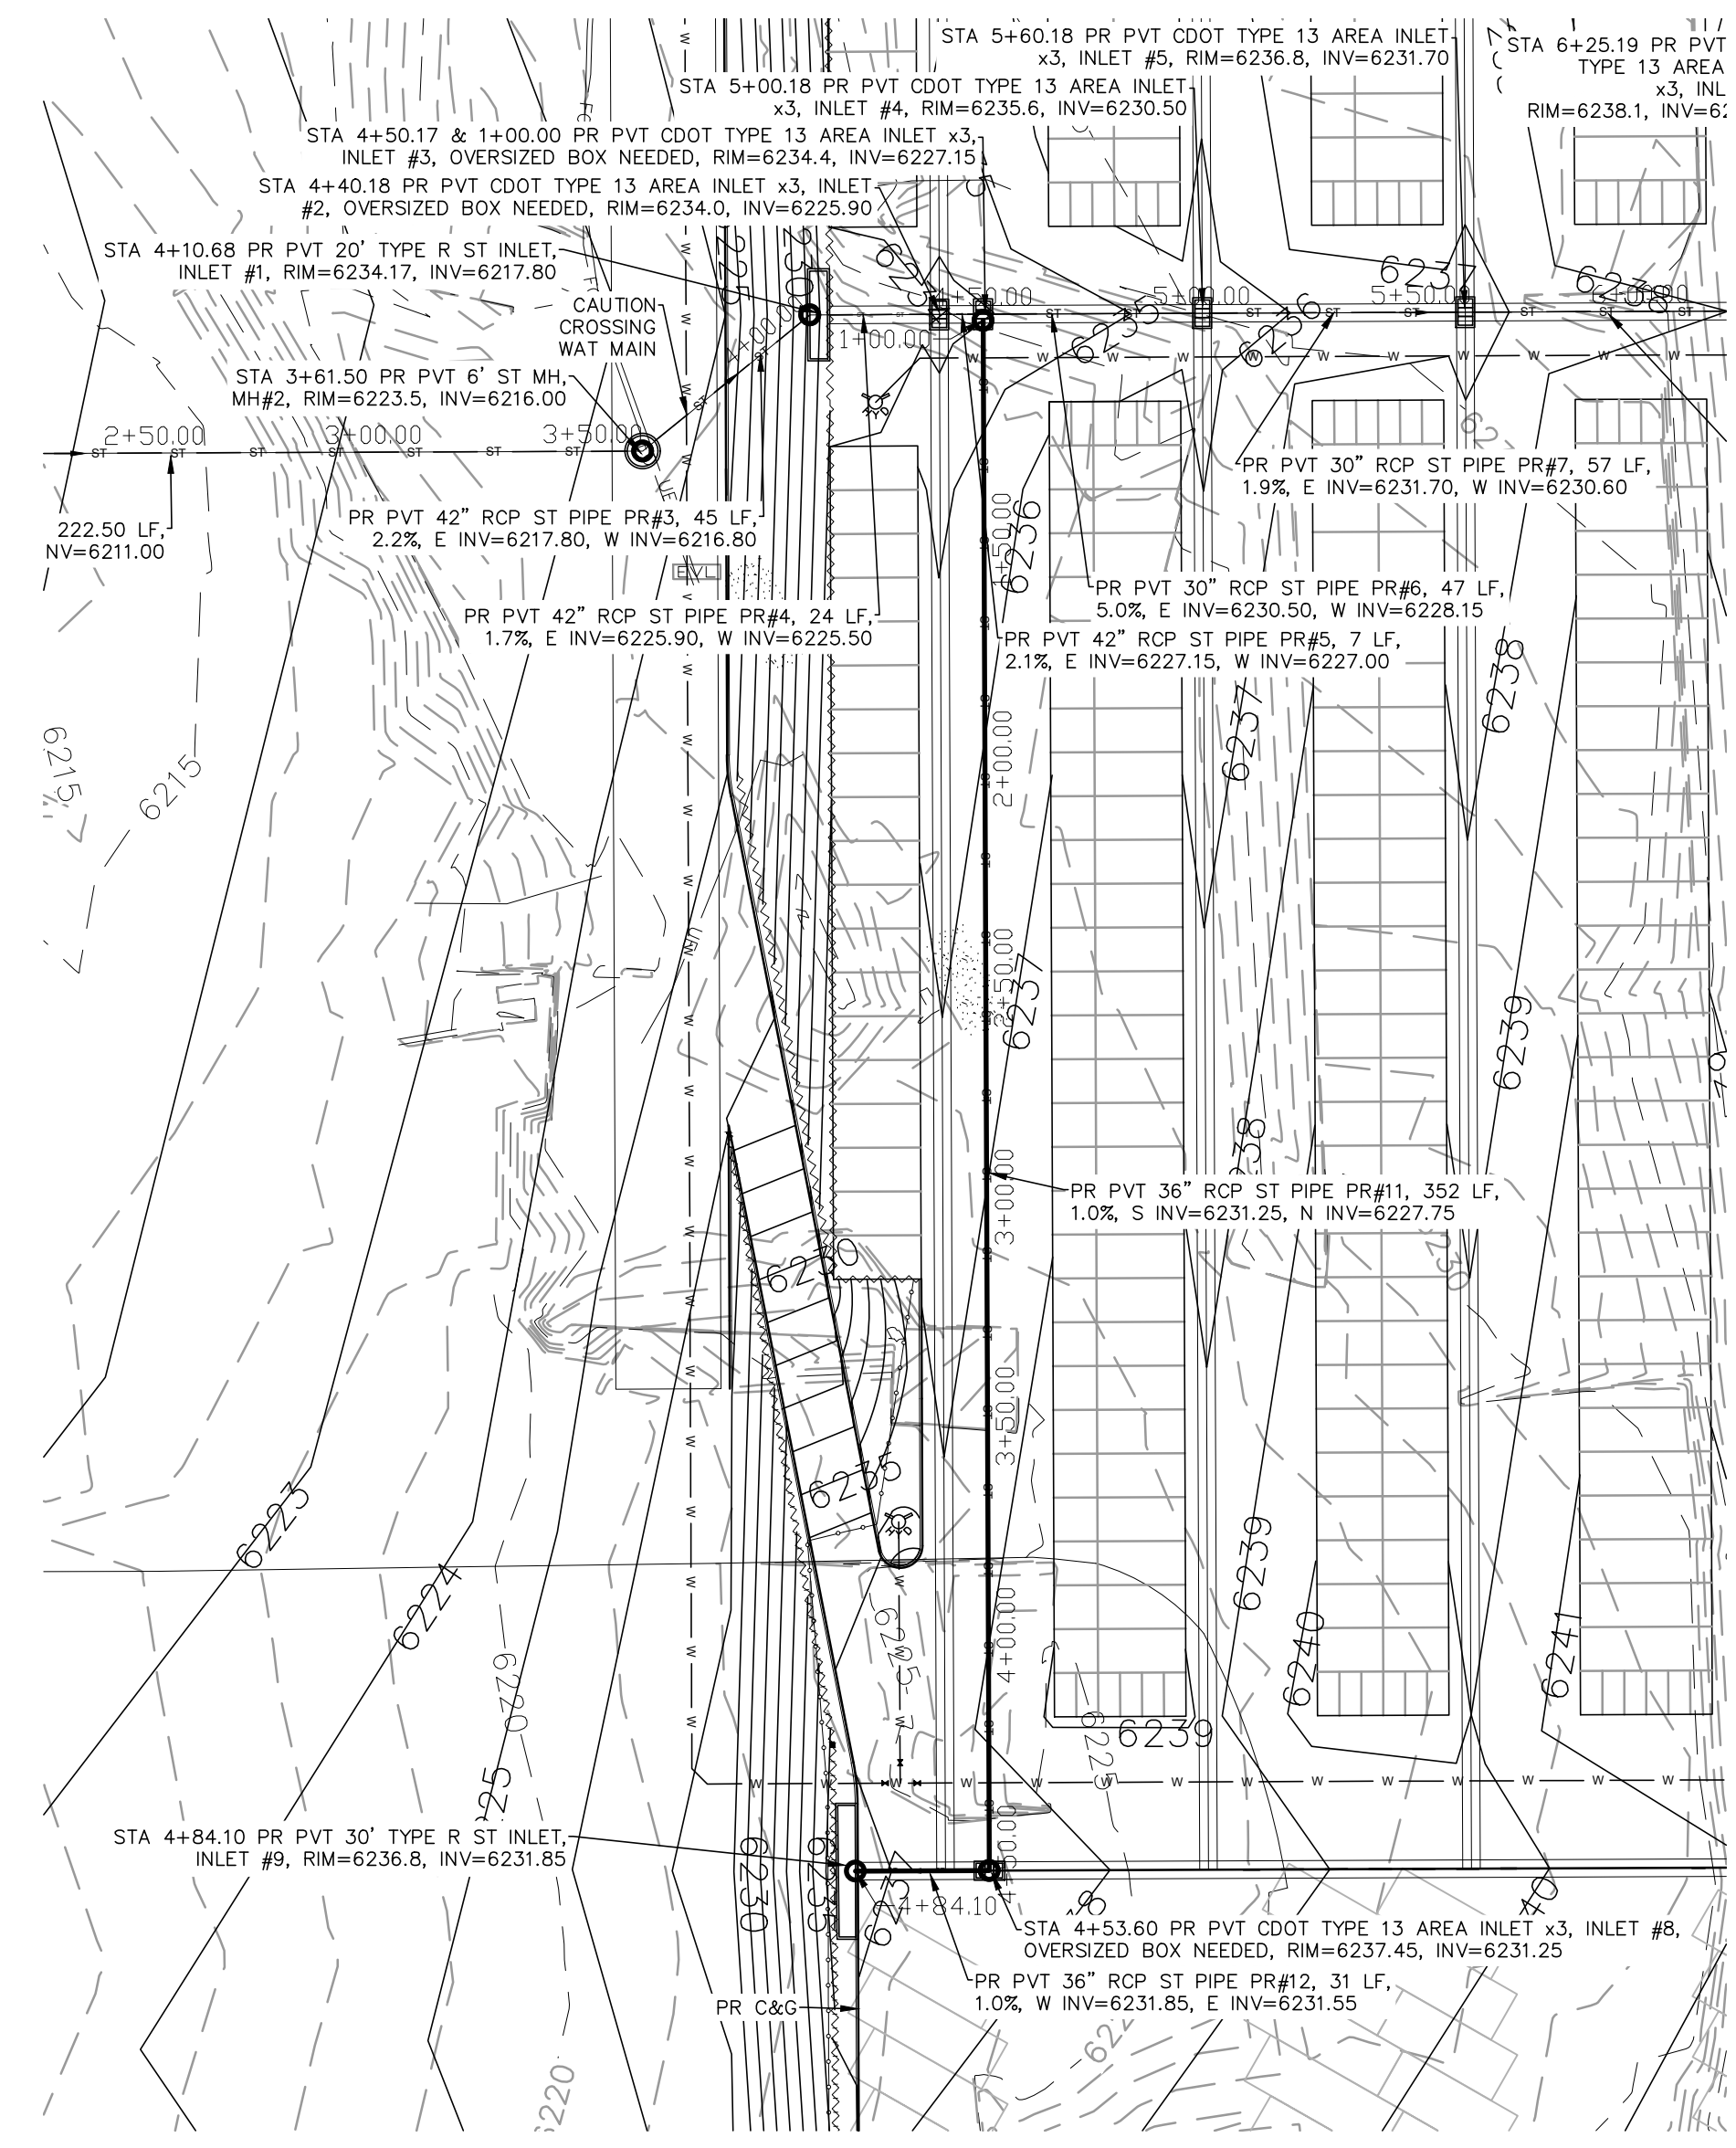 STA 5+60.18 PR PVT CDOT TYPE 13 AREA INLET
x3, INLET #5, RIM=6236.8, INV=6231.70
STA 6+25.19 PR PVT
TYPE 13 AREA
x3, INL
RIM=6238.1, INV=62
STA 5+00.18 PR PVT CDOT TYPE 13 AREA INLET
x3, INLET #4, RIM=6235.6, INV=6230.50
STA 4+50.17 & 1+00.00 PR PVT CDOT TYPE 13 AREA INLET x3,
INLET #3, OVERSIZED BOX NEEDED, RIM=6234.4, INV=6227.15
STA 4+40.18 PR PVT CDOT TYPE 13 AREA INLET x3, INLET
#2, OVERSIZED BOX NEEDED, RIM=6234.0, INV=6225.90
STA 4+10.68 PR PVT 20' TYPE R ST INLET,
INLET #1, RIM=6234.17, INV=6217.80
CAUTION
CROSSING
WAT MAIN
STA 3+61.50 PR PVT 6' ST MH,
MH#2, RIM=6223.5, INV=6216.00
2+50.00
3+00.00
3+50.00
1+00.00
5+00.00
6235
6236
6237
6238
222.50 LF,
NV=6211.00
PR PVT 42" RCP ST PIPE PR#3, 45 LF,
2.2%, E INV=6217.80, W INV=6216.80
PR PVT 30" RCP ST PIPE PR#7, 57 LF,
1.9%, E INV=6231.70, W INV=6230.60
EVL
PR PVT 42" RCP ST PIPE PR#4, 24 LF,
1.7%, E INV=6225.90, W INV=6225.50
PR PVT 30" RCP ST PIPE PR#6, 47 LF,
5.0%, E INV=6230.50, W INV=6228.15
PR PVT 42" RCP ST PIPE PR#5, 7 LF,
2.1%, E INV=6227.15, W INV=6227.00
1+50.00
6236
6238
6237
6215
6215
2+00.00
2+50.00
6237
6239
PR PVT 36" RCP ST PIPE PR#11, 352 LF,
1.0%, S INV=6231.25, N INV=6227.75
3+00.00
6230
6230
3+50.00
6235
6223
6224
6239
6240
6241
4+00.00
6225
6220
6239
6225
STA 4+84.10 PR PVT 30' TYPE R ST INLET,
INLET #9, RIM=6236.8, INV=6231.85
6230
6235
6237
4+84.10
STA 4+53.60 PR PVT CDOT TYPE 13 AREA INLET x3, INLET #8,
OVERSIZED BOX NEEDED, RIM=6237.45, INV=6231.25
PR PVT 36" RCP ST PIPE PR#12, 31 LF,
1.0%, W INV=6231.85, E INV=6231.55
PR C&G
6220